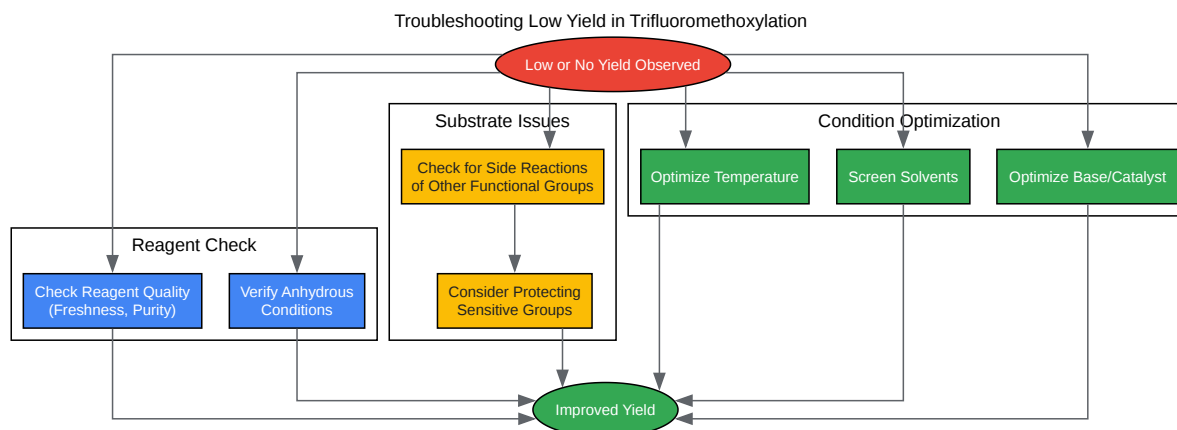 Troubleshooting Low Yield in Trifluoromethoxylation
Low or No Yield Observed
Substrate Issues
Condition Optimization
Check for Side Reactions
of Other Functional Groups
Optimize Temperature
Screen Solvents
Optimize Base/Catalyst
Reagent Check
Check Reagent Quality
(Freshness, Purity)
Verify Anhydrous
Conditions
Consider Protecting
Sensitive Groups
Improved Yield